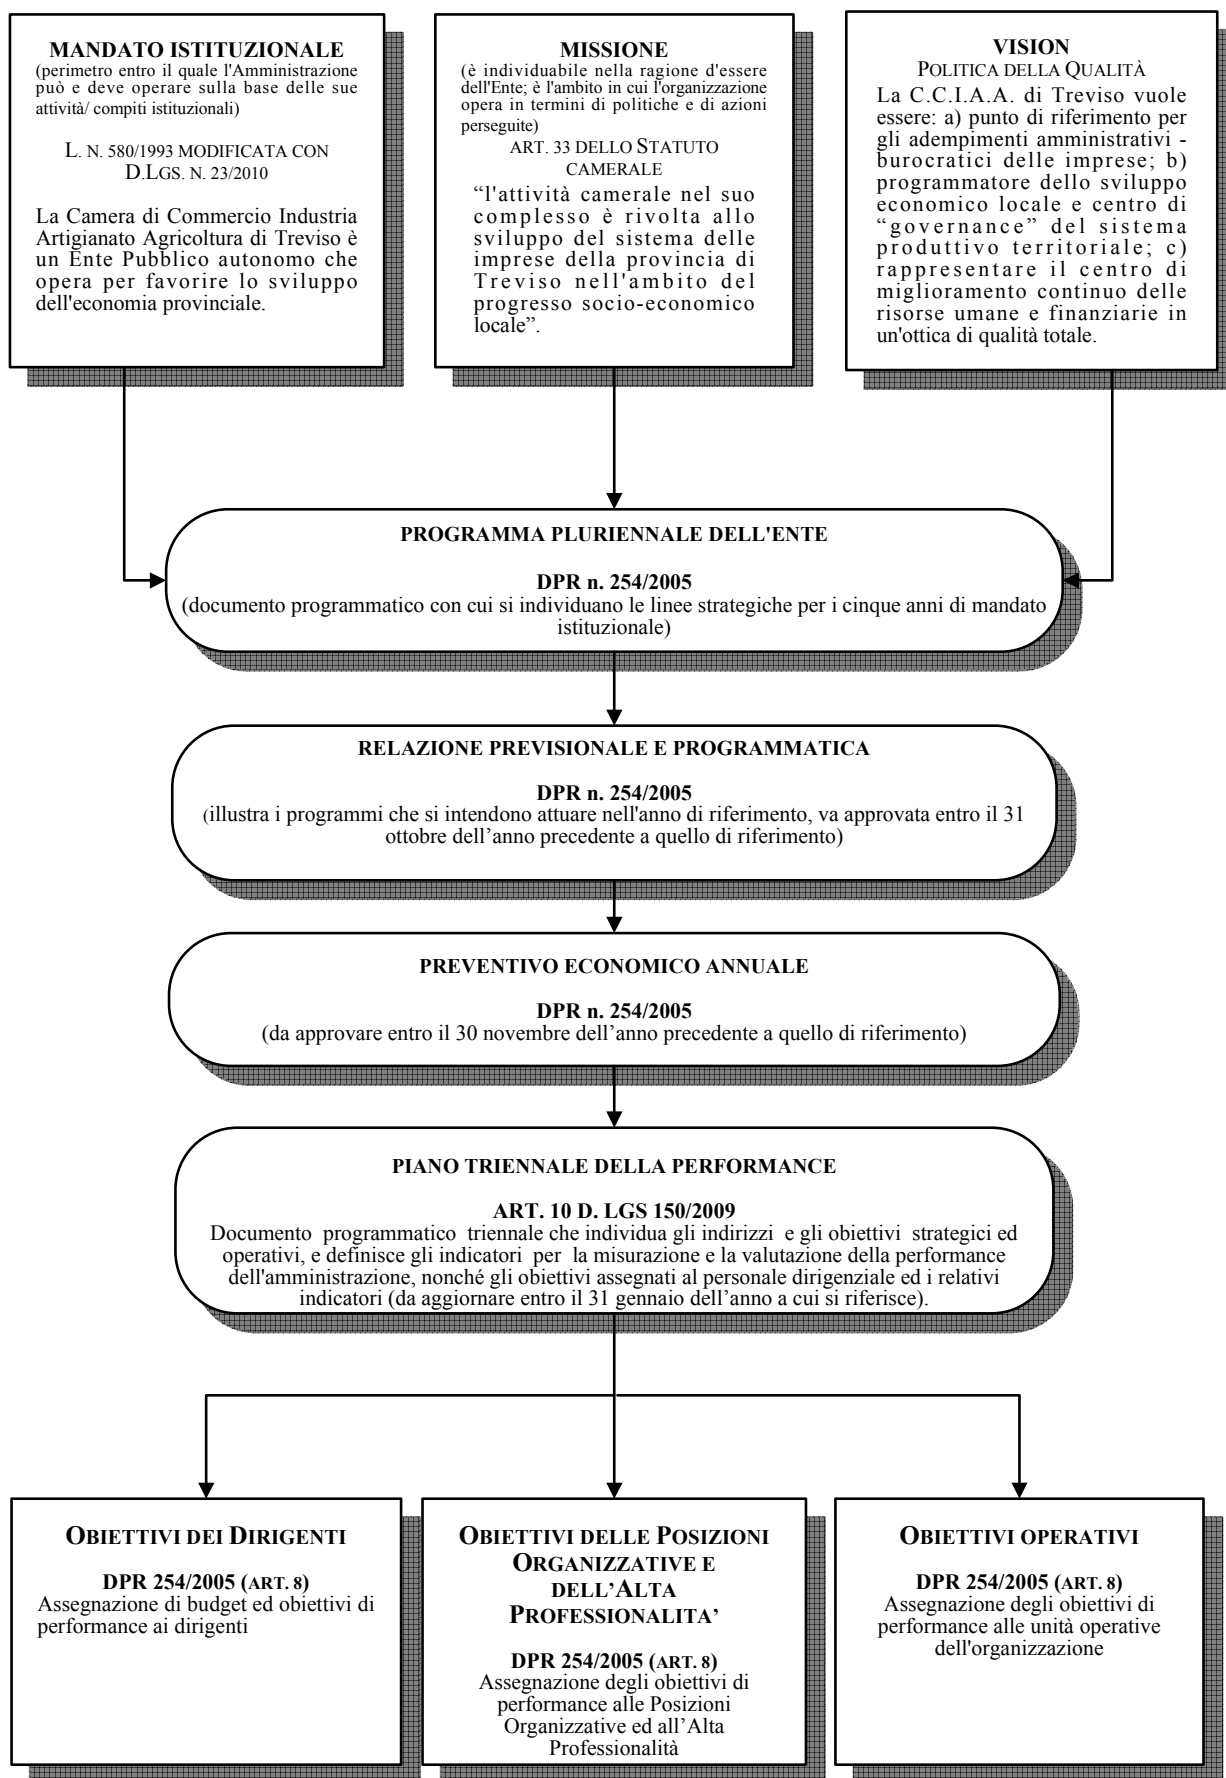 MANDATO ISTITUZIONALE
(perimetro entro il quale l'Amministrazione
può e deve operare sulla base delle sue
attività/ compiti istituzionali)
L. N. 580/1993 MODIFICATA CON
D.LGS. N. 23/2010
La Camera di Commercio Industria
Artigianato Agricoltura di Treviso è
un Ente Pubblico autonomo che
opera per favorire lo sviluppo
dell'economia provinciale.
MISSIONE
(è individuabile nella ragione d'essere
dell'Ente; è l'ambito in cui l'organizzazione
opera in termini di politiche e di azioni
perseguite)
ART. 33 DELLO STATUTO
CAMERALE
“l'attività camerale nel suo
complesso è rivolta allo
sviluppo del sistema delle
imprese della provincia di
Treviso nell'ambito del
progresso socio-economico
locale”.
VISION
POLITICA DELLA QUALITÀ
La C.C.I.A.A. di Treviso vuole
essere: a) punto di riferimento per
gli adempimenti amministrativi -
burocratici delle imprese; b)
programmatore dello sviluppo
economico locale e centro di
“governance” del sistema
produttivo territoriale; c)
rappresentare il centro di
miglioramento continuo delle
risorse umane e finanziarie in
un'ottica di qualità totale.
PROGRAMMA PLURIENNALE DELL'ENTE
DPR n. 254/2005
(documento programmatico con cui si individuano le linee strategiche per i cinque anni di mandato
istituzionale)
RELAZIONE PREVISIONALE E PROGRAMMATICA
DPR n. 254/2005
(illustra i programmi che si intendono attuare nell'anno di riferimento, va approvata entro il 31
ottobre dell’anno precedente a quello di riferimento)
PREVENTIVO ECONOMICO ANNUALE
DPR n. 254/2005
(da approvare entro il 30 novembre dell’anno precedente a quello di riferimento)
PIANO TRIENNALE DELLA PERFORMANCE
ART. 10 D. LGS 150/2009
Documento programmatico triennale che individua gli indirizzi e gli obiettivi strategici ed
operativi, e definisce gli indicatori per la misurazione e la valutazione della performance
dell'amministrazione, nonché gli obiettivi assegnati al personale dirigenziale ed i relativi
indicatori (da aggiornare entro il 31 gennaio dell’anno a cui si riferisce).
OBIETTIVI DEI DIRIGENTI
DPR 254/2005 (ART. 8)
Assegnazione di budget ed obiettivi di
performance ai dirigenti
OBIETTIVI DELLE POSIZIONI
ORGANIZZATIVE E
DELL’ALTA
PROFESSIONALITA’
DPR 254/2005 (ART. 8)
Assegnazione degli obiettivi di
performance alle Posizioni
Organizzative ed all’Alta
Professionalità
OBIETTIVI OPERATIVI
DPR 254/2005 (ART. 8)
Assegnazione degli obiettivi di
performance alle unità operative
dell'organizzazione